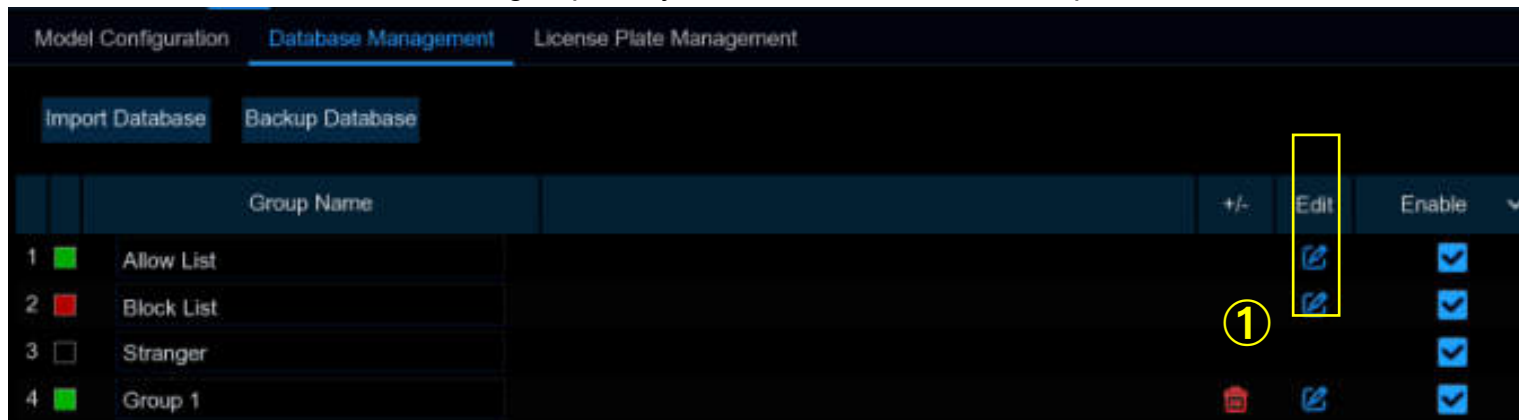 Model Configuration Database Management License Plate Management
Import Database Backup Database
Group Name +/- Edit Enable
1 Allow List
2 Block List
①
3 Stranger
4 Group 1